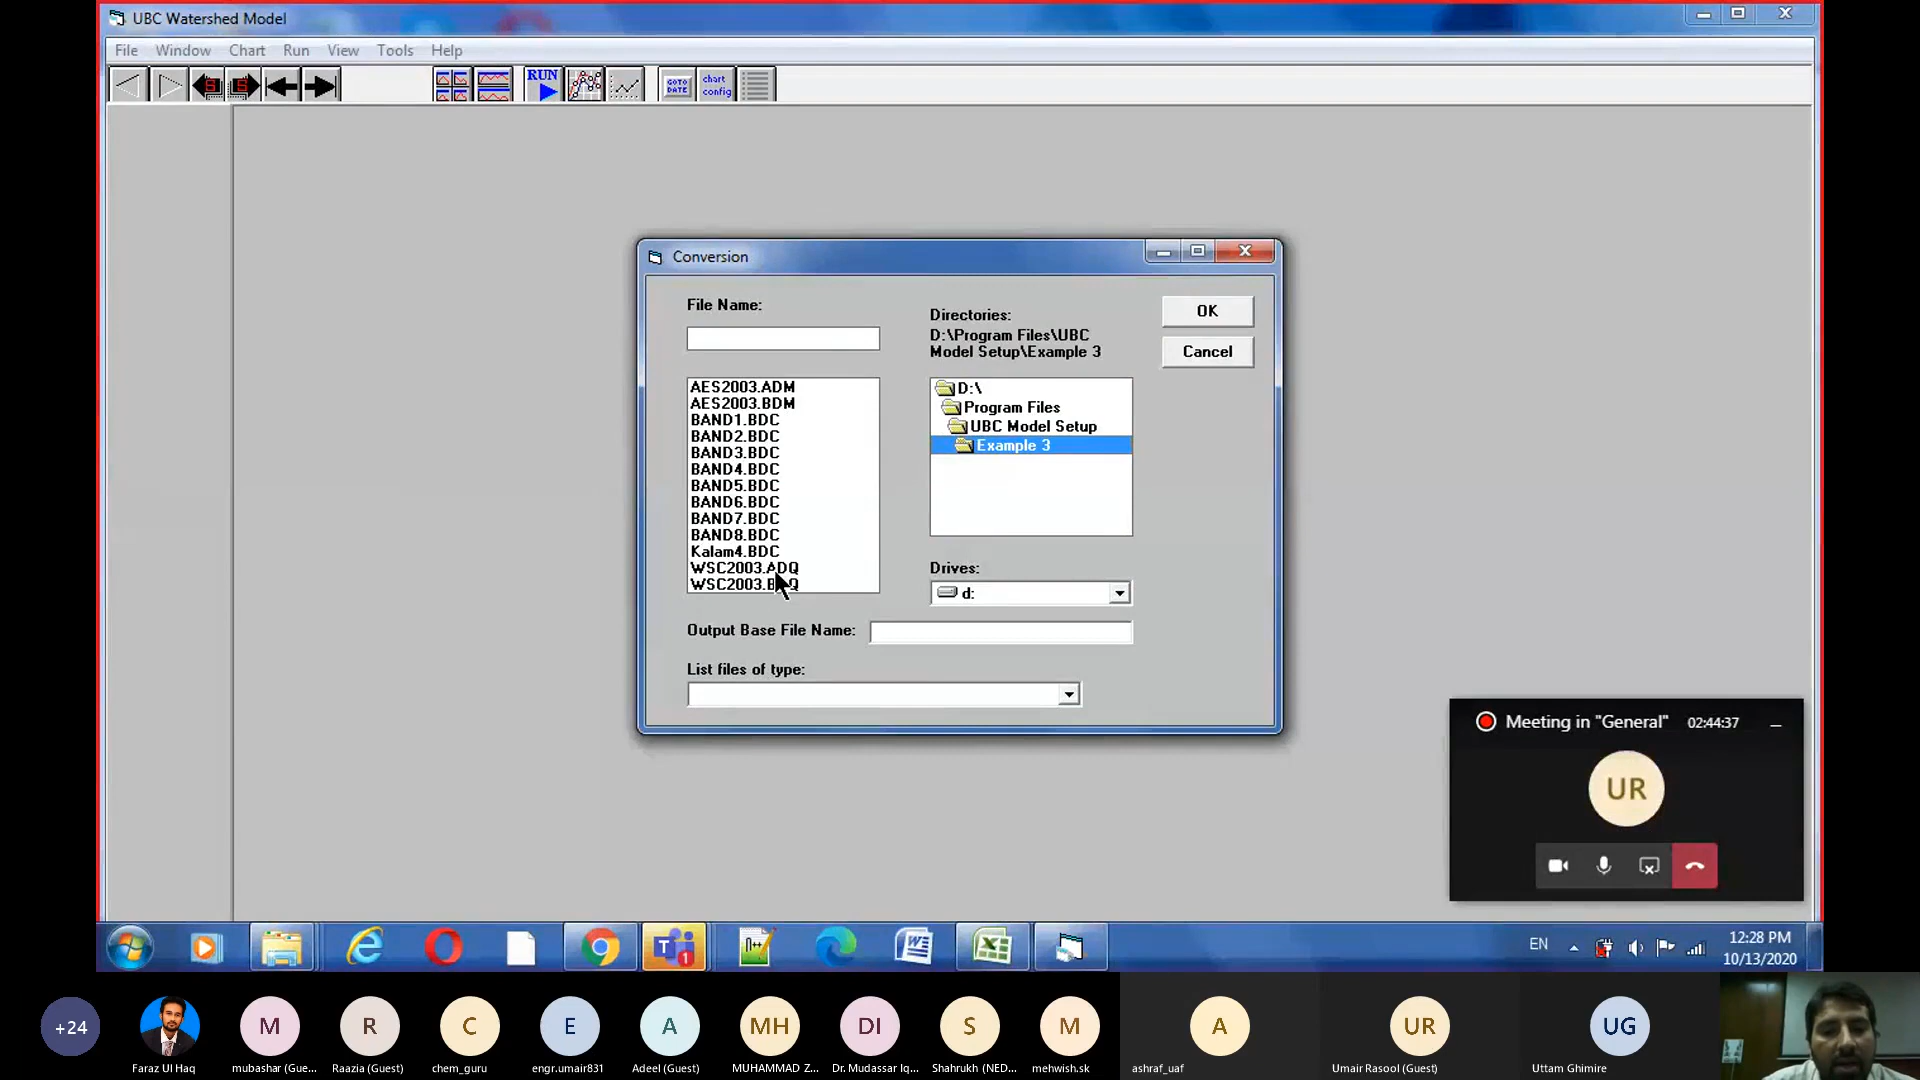 UBC Watershed Model
File Window Chart Run View Tools Help
RUN
GOTO
DATE
chart
config
Conversion
File Name:
AES2003.ADM
AES2003.BDM
BAND1.BDC
BAND2.BDC
BAND3.BDC
BAND4.BDC
BAND5.BDC
BAND6.BDC
BAND7.BDC
BAND8.BDC
Kalam4.BDC
WSC2003.ADQ
Directories:
D:\Program Files\UBC
Model Setup\Example 3
D:\
Program Files
UBC Model Setup
Example 3
OK
Cancel
Drives:
d:
Output Base File Name:
List files of type:
Meeting in "General" 02:44:37
UR
EN
12:28 PM
10/13/2020
+24
M
R
C
E
A
MH
DI
S
M
A
UR
UG
Faraz Ul Haq
mubashar (Gue...
Raazia (Guest)
chem_guru
engr.umair831
Adeel (Guest)
MUHAMMAD Z...
Dr. Mudassar Iq...
Shahrukh (NED...
mehwish.sk
ashraf_uaf
Umair Rasool (Guest)
Uttam Ghimire